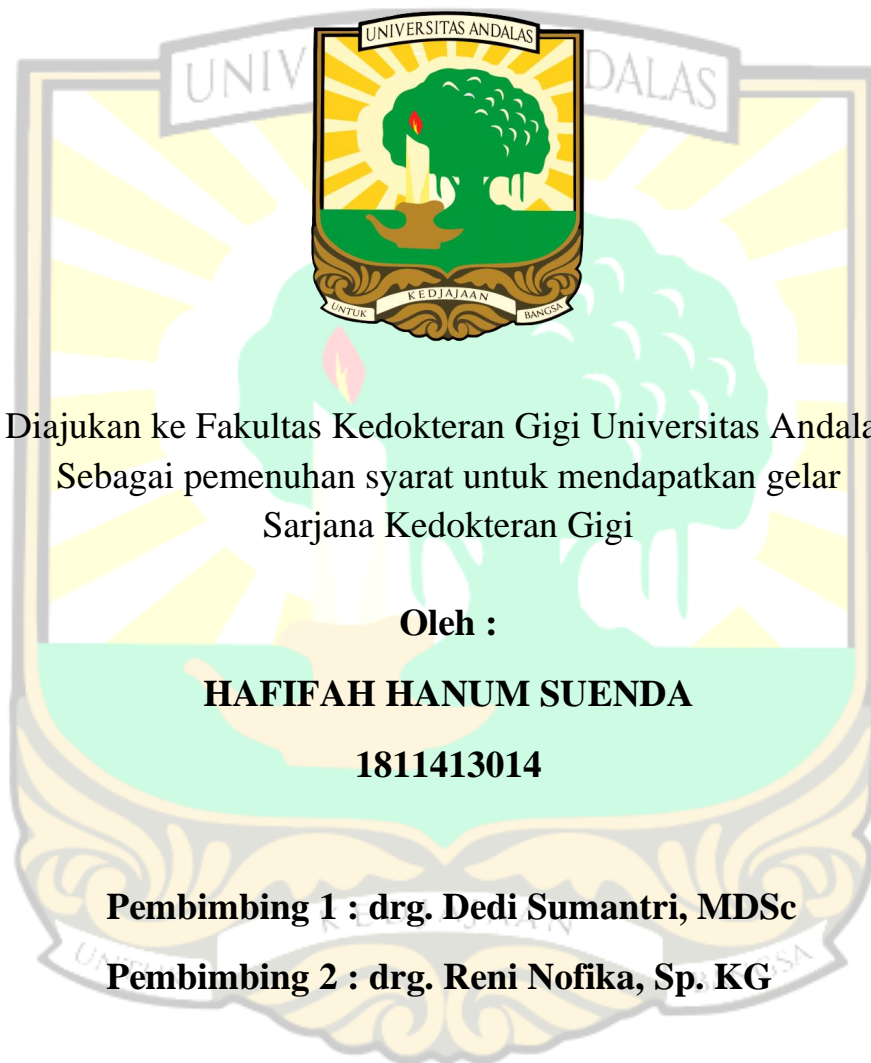 UNIVERSITAS ANDALAS
UNTUK KEDJAJAAN BANGSA
Diajukan ke Fakultas Kedokteran Gigi Universitas Andala
Sebagai pemenuhan syarat untuk mendapatkan gelar
Sarjana Kedokteran Gigi
Oleh :
HAFIFAH HANUM SUENDA
1811413014
Pembimbing 1 : drg. Dedi Sumantri, MDSc
Pembimbing 2 : drg. Reni Nofika, Sp. KG